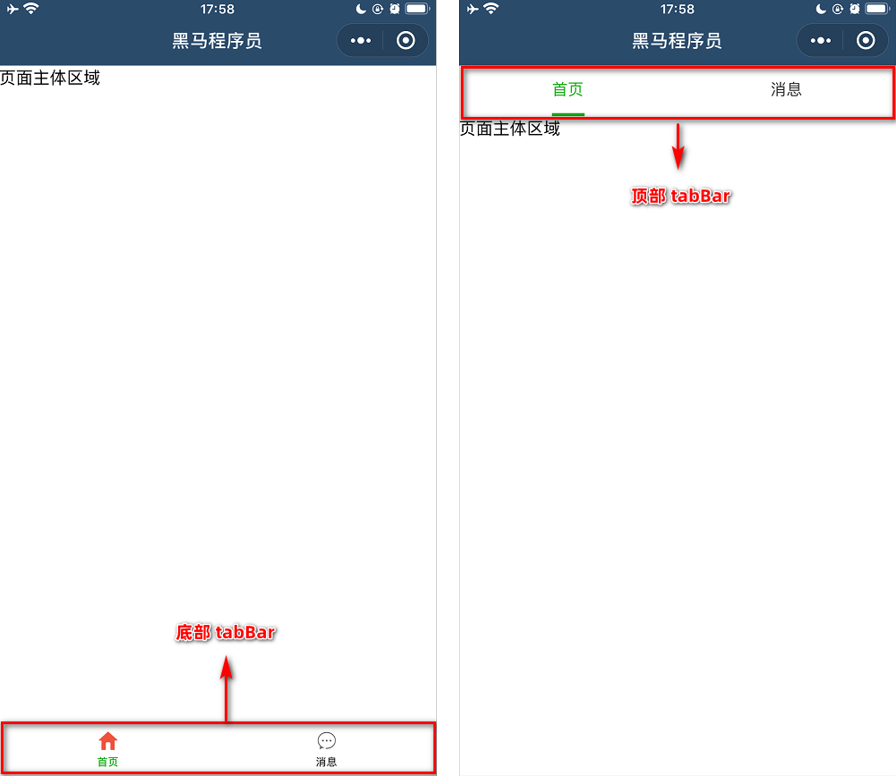 17:58
黑马程序员
页面主体区域
底部 tabBar
首页
消息
17:58
黑马程序员
首页
消息
页面主体区域
顶部 tabBar